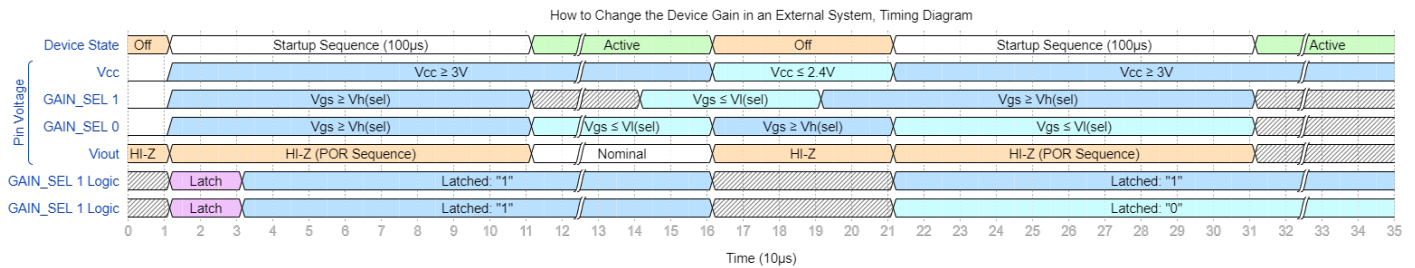 How to Change the Device Gain in an External System, Timing Diagram
Device State Off Startup Sequence (100µs) Active Off Startup Sequence (100µs) Active
Pin Voltage
Vcc Vcc ≥ 3V Vcc ≤ 2.4V Vcc ≥ 3V
GAIN_SEL 1 Vgs ≥ Vh(sel) Vgs ≤ Vl(sel) Vgs ≥ Vh(sel)
GAIN_SEL 0 Vgs ≥ Vh(sel) Vgs ≤ Vl(sel) Vgs ≥ Vh(sel) Vgs ≤ Vl(sel)
Viout HI-Z HI-Z (POR Sequence) Nominal HI-Z HI-Z (POR Sequence)
GAIN_SEL 1 Logic Latch Latched: "1" Latched: "1"
GAIN_SEL 1 Logic Latch Latched: "1" Latched: "0"
0 1 2 3 4 5 6 7 8 9 10 11 12 13 14 15 16 17 18 19 20 21 22 23 24 25 26 27 28 29 30 31 32 33 34 35
Time (10µs)